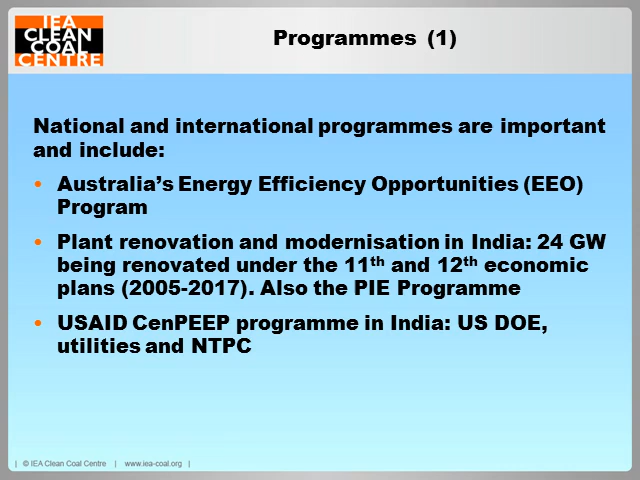 IEA
CLEAN
COAL
CENTRE
Programmes (1)
National and international programmes are important
and include:
• Australia's Energy Efficiency Opportunities (EEO)
Program
• Plant renovation and modernisation in India: 24 GW
being renovated under the 11th and 12th economic
plans (2005-2017). Also the PIE Programme
• USAID CenPEEP programme in India: US DOE,
utilities and NTPC
| © IEA Clean Coal Centre | www.iea-coal.org |